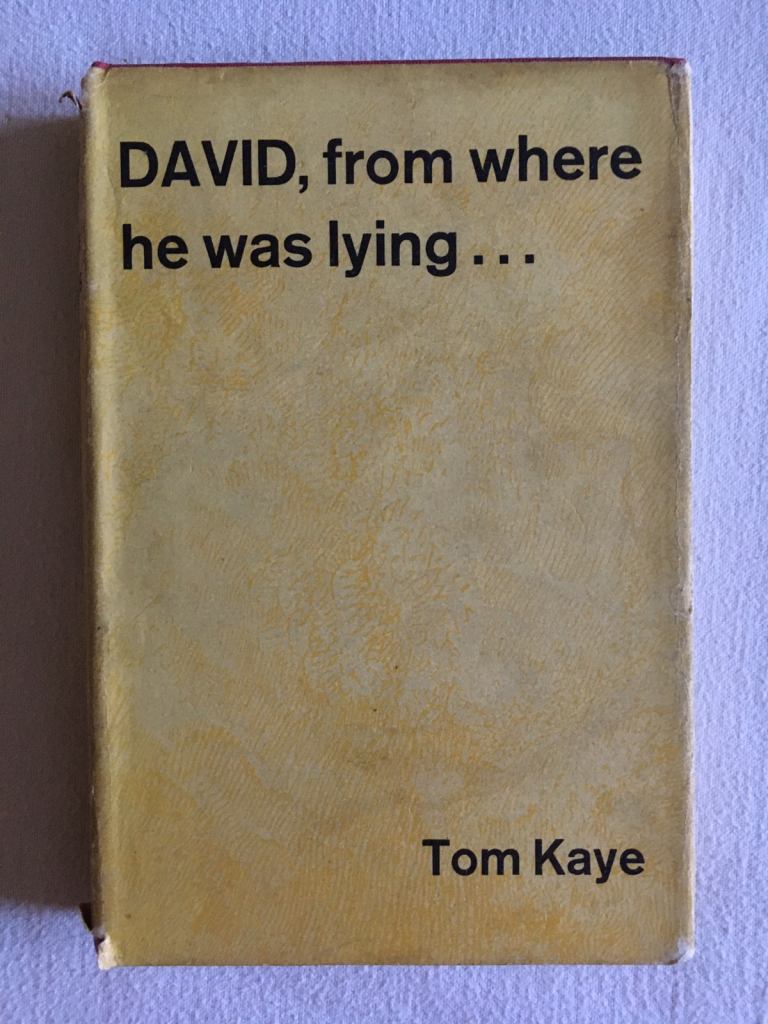 DAVID, from where
he was lying...
Tom Kaye